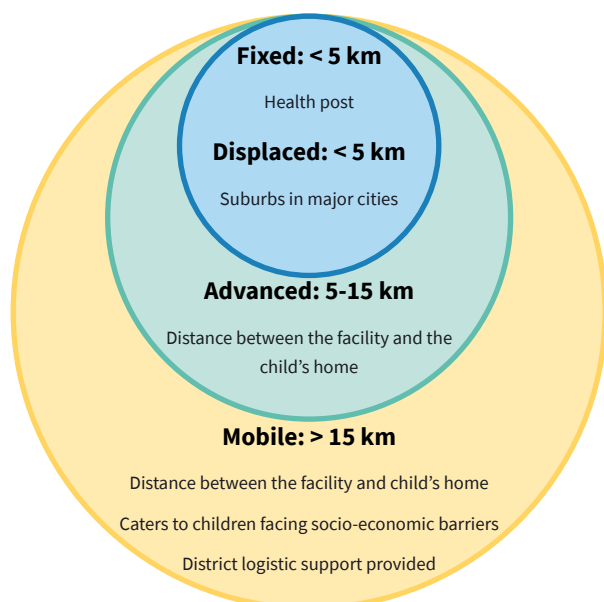 Fixed: < 5 km
Health post
Displaced: < 5 km
Suburbs in major cities
Advanced: 5-15 km
Distance between the facility and the
child’s home
Mobile: > 15 km
Distance between the facility and child’s home
Caters to children facing socio-economic barriers
District logistic support provided